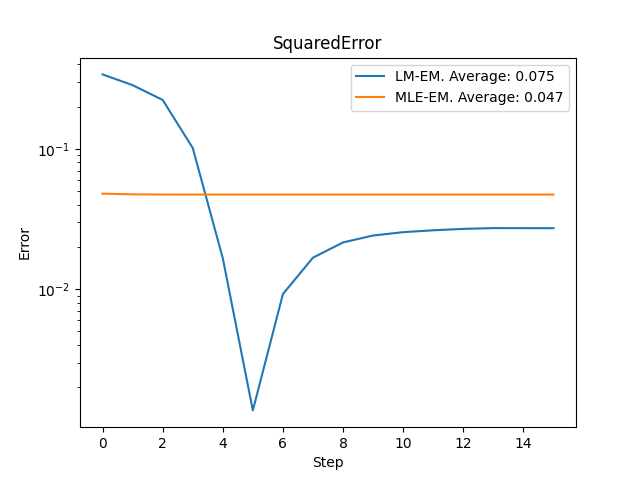 SquaredError
LM-EM. Average: 0.075
MLE-EM. Average: 0.047
Error
10⁻¹
10⁻²
0 2 4 6 8 10 12 14
Step